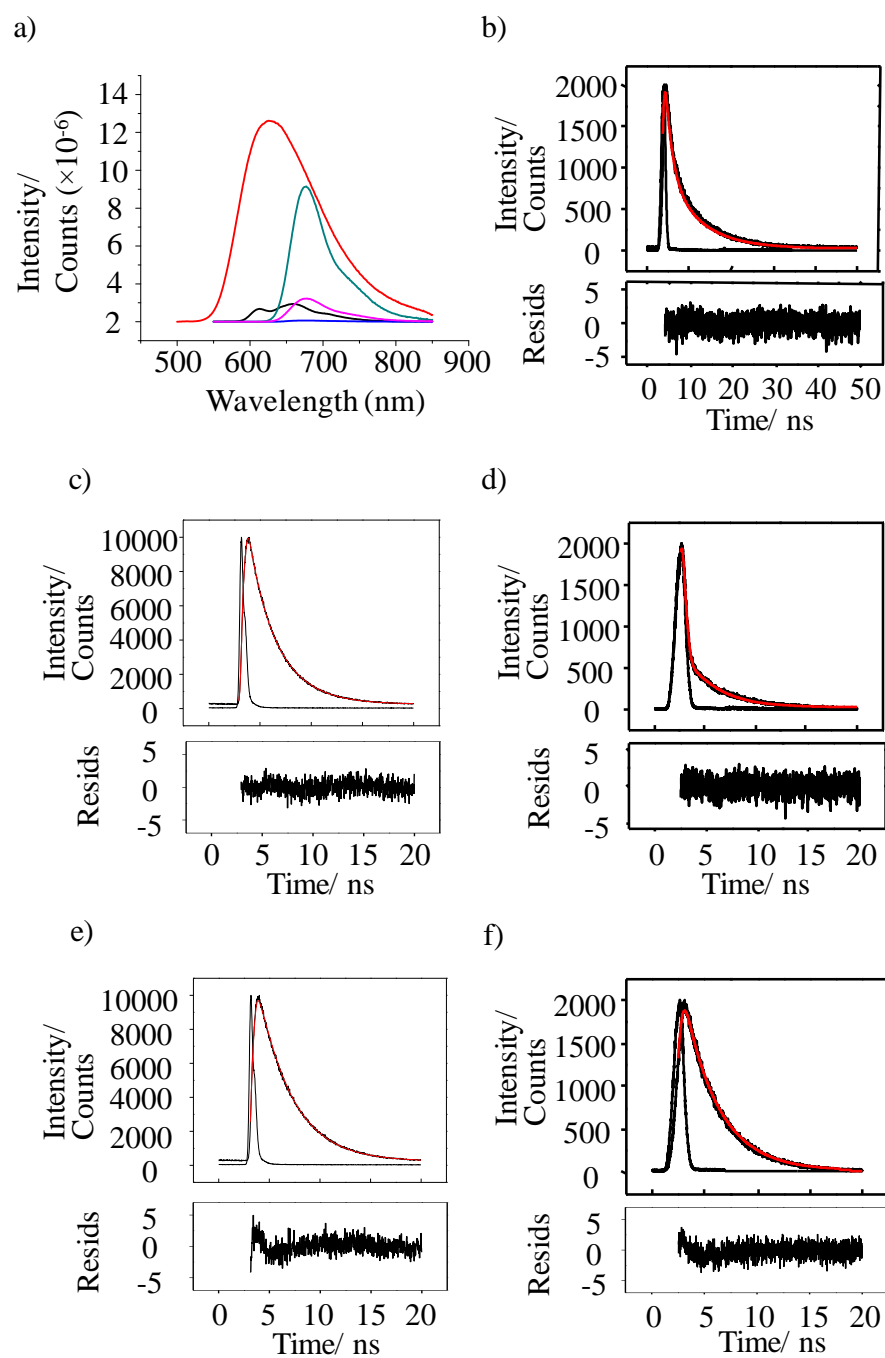 a)
14
12
10
8
6
4
2
Intensity/
Counts (×10-6)
500 600 700 800 900
Wavelength (nm)
b)
2000
1500
1000
500
0
Intensity/
Counts
5
0
-5
Resids
0 10 20 30 40 50
Time/ ns
c)
10000
8000
6000
4000
2000
0
Intensity/
Counts
5
0
-5
Resids
0 5 10 15 20
Time/ ns
d)
2000
1500
1000
500
0
Intensity/
Counts
5
0
-5
Resids
0 5 10 15 20
Time/ ns
e)
10000
8000
6000
4000
2000
0
Intensity/
Counts
5
0
-5
Resids
0 5 10 15 20
Time/ ns
f)
2000
1500
1000
500
0
Intensity/
Counts
5
0
-5
Resids
0 5 10 15 20
Time/ ns